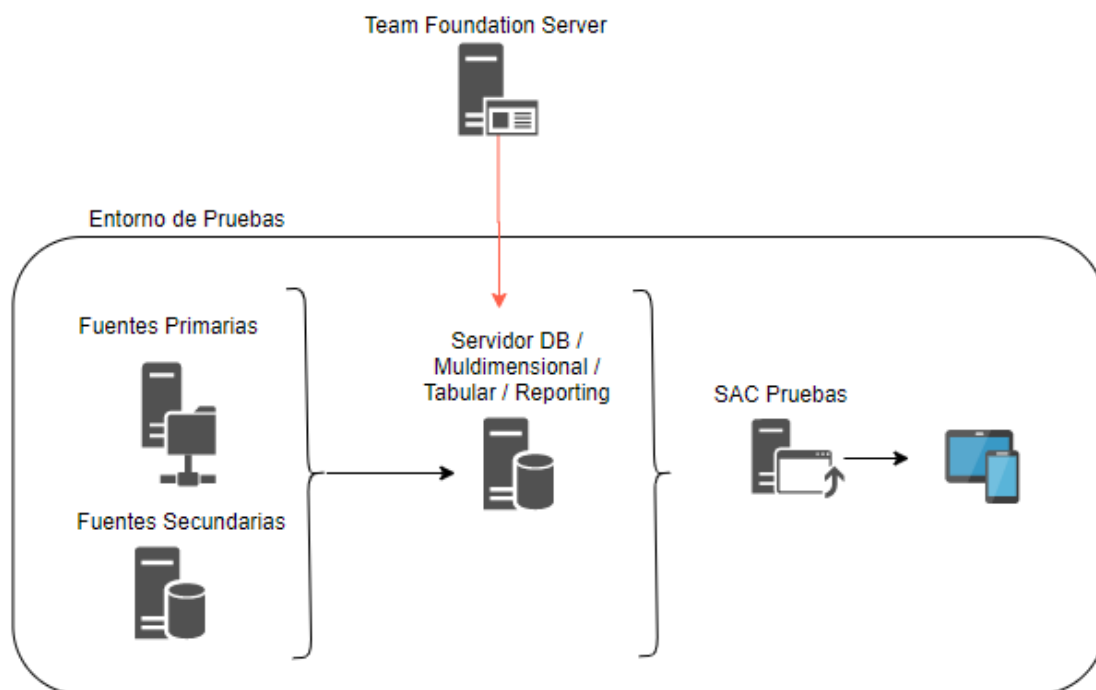 Team Foundation Server
Entorno de Pruebas
Fuentes Primarias
Servidor DB /
Muldimensional /
Tabular / Reporting
SAC Pruebas
Fuentes Secundarias